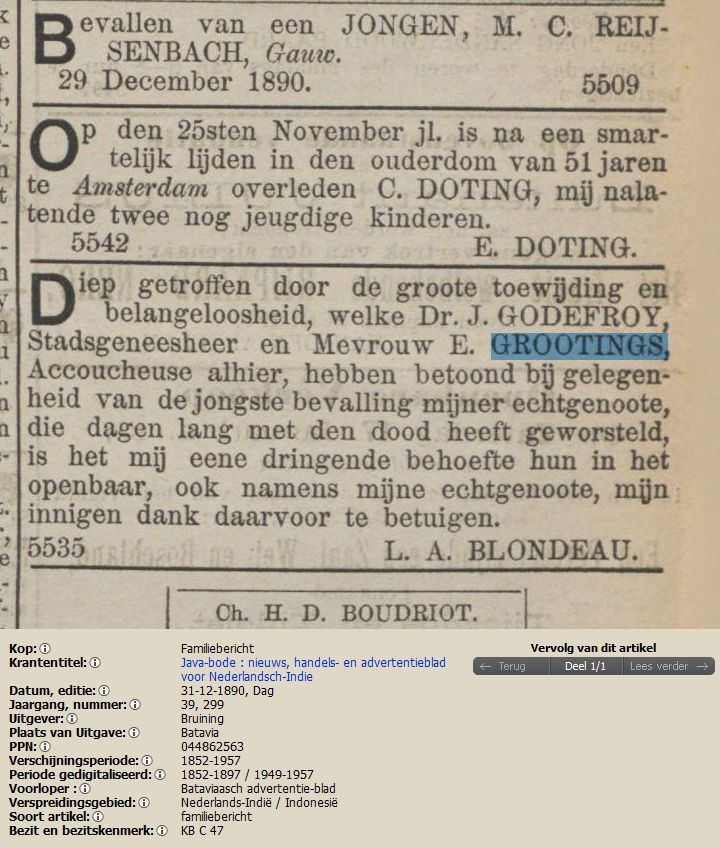 Bevallen van een JONGEN, M. C. REIJ-
SENBACH, Gauw.
29 December 1890. 5509
Op den 25sten November jl. is na een smar-
telijk lijden in den ouderdom van 51 jaren
te Amsterdam overleden C. DOTING, mij nala-
tende twee nog jeugdige kinderen.
5542 E. DOTING.
Diep getroffen door de groote toewijding en
belangeloosheid, welke Dr. J. GODEFROY,
Stadsgeneesheer en Mevrouw E. GROOTINGS,
Accoucheuse alhier, hebben betoond bij gelegen-
heid van de jongste bevalling mijner echtgenoote,
die dagen lang met den dood heeft geworsteld,
is het mij eene dringende behoefte hun in het
openbaar, ook namens mijne echtgenoote, mijn
innigen dank daarvoor te betuigen.
5535 L. A. BLONDEAU.
Ch. H. D. BOUDRIOT.
Kop: Familiebericht
Krantentitel: Java-bode : nieuws, handels- en advertentieblad
voor Nederlandsch-Indie
Datum, editie: 31-12-1890, Dag
Jaargang, nummer: 39, 299
Uitgever: Bruining
Plaats van Uitgave: Batavia
PPN: 044862563
Verschijningsperiode: 1852-1957
Periode gedigitaliseerd: 1852-1897 / 1949-1957
Voorloper : Bataviaasch advertentie-blad
Verspreidingsgebied: Nederlands-Indië / Indonesië
Soort artikel: familiebericht
Bezit en bezitskenmerk: KB C 47
Vervolg van dit artikel
← Terug Deel 1/1 Lees verder →